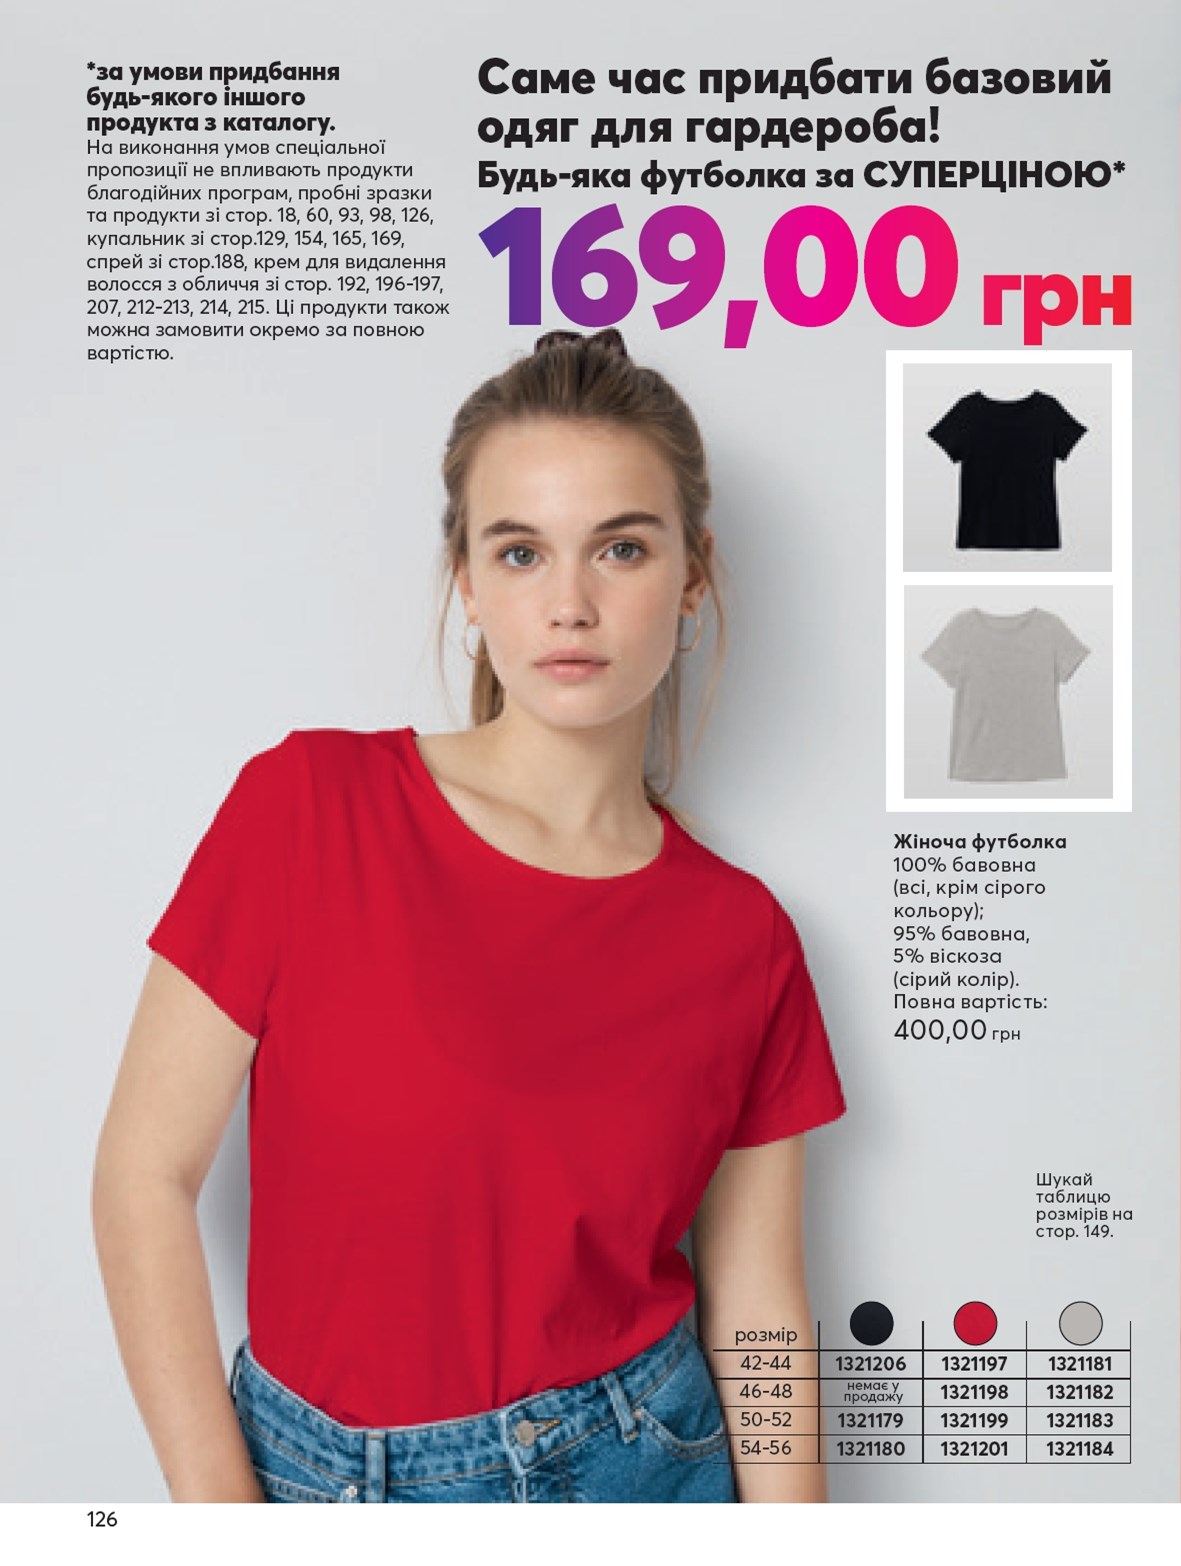 *за умови придбання
будь-якого іншого
продукта з каталогу.
На виконання умов спеціальної
пропозиції не впливають продукти
благодійних програм, пробні зразки
та продукти зі стор. 18, 60, 93, 98, 126,
купальник зі стор.129, 154, 165, 169,
спрей зі стор.188, крем для видалення
волосся з обличчя зі стор. 192, 196-197,
207, 212-213, 214, 215. Ці продукти також
можна замовити окремо за повною
вартістю.
Саме час придбати базовий
одяг для гардероба!
Будь-яка футболка за СУПЕРЦІНОЮ*
169,00 грн
Жіноча футболка
100% бавовна
(всі, крім сірого
кольору);
95% бавовна,
5% віскоза
(сірий колір).
Повна вартість:
400,00 грн
Шукай
таблицю
розмірів на
стор. 149.
розмір
42-44 1321206 1321197 1321181
46-48 немає у продажу 1321198 1321182
50-52 1321179 1321199 1321183
54-56 1321180 1321201 1321184
126